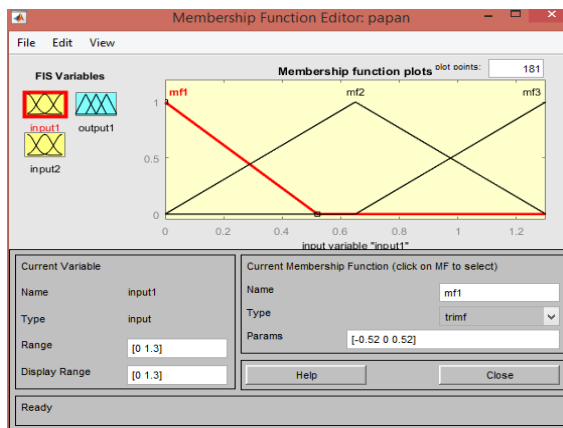 Membership Function Editor: papan
File Edit View
FIS Variables
input1
output1
input2
Membership function plots
plot points:
181
mf1
mf2
mf3
1
0.5
0
0 0.2 0.4 0.6 0.8 1 1.2
input variable "input1"
Current Variable
Name input1
Type input
Range [0 1.3]
Display Range [0 1.3]
Current Membership Function (click on MF to select)
Name mf1
Type trimf
Params [-0.52 0 0.52]
Help Close
Ready